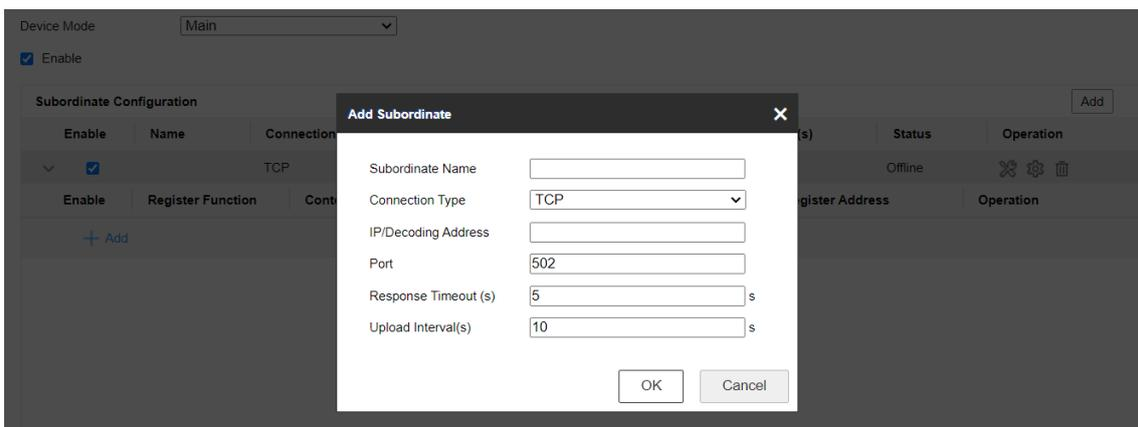 Device Mode Main
Enable
Subordinate Configuration Add
Add Subordinate
Enable Name Connection (s) Status Operation
Subordinate Name
TCP Offline
Connection Type TCP
Enable Register Function Cont egister Address Operation
IP/Decoding Address
Add
Port 502
Response Timeout (s) 5 s
Upload Interval(s) 10 s
OK Cancel